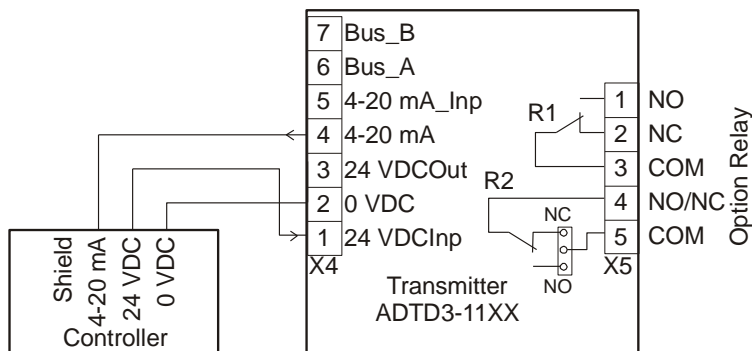 7 Bus_B
6 Bus_A
5 4-20 mA_Inp
4 4-20 mA
3 24 VDCOut
2 0 VDC
1 24 VDCInp
X4
R1
1 NO
2 NC
3 COM
R2
4 NO/NC
5 COM
X5
NC
NO
Option Relay
Transmitter
ADTD3-11XX
Shield
4-20 mA
24 VDC
0 VDC
Controller